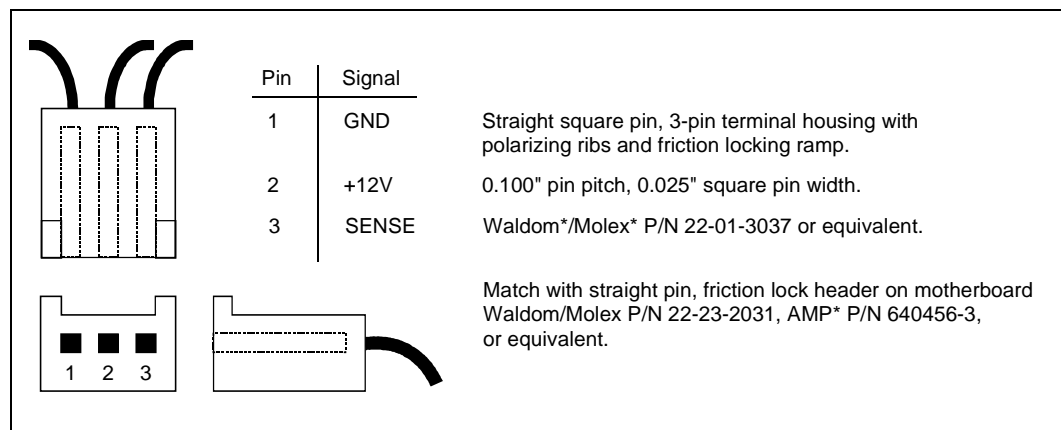 Pin Signal
1 GND Straight square pin, 3-pin terminal housing with
polarizing ribs and friction locking ramp.
2 +12V 0.100" pin pitch, 0.025" square pin width.
3 SENSE Waldom*/Molex* P/N 22-01-3037 or equivalent.
Match with straight pin, friction lock header on motherboard
Waldom/Molex P/N 22-23-2031, AMP* P/N 640456-3,
or equivalent.
1 2 3